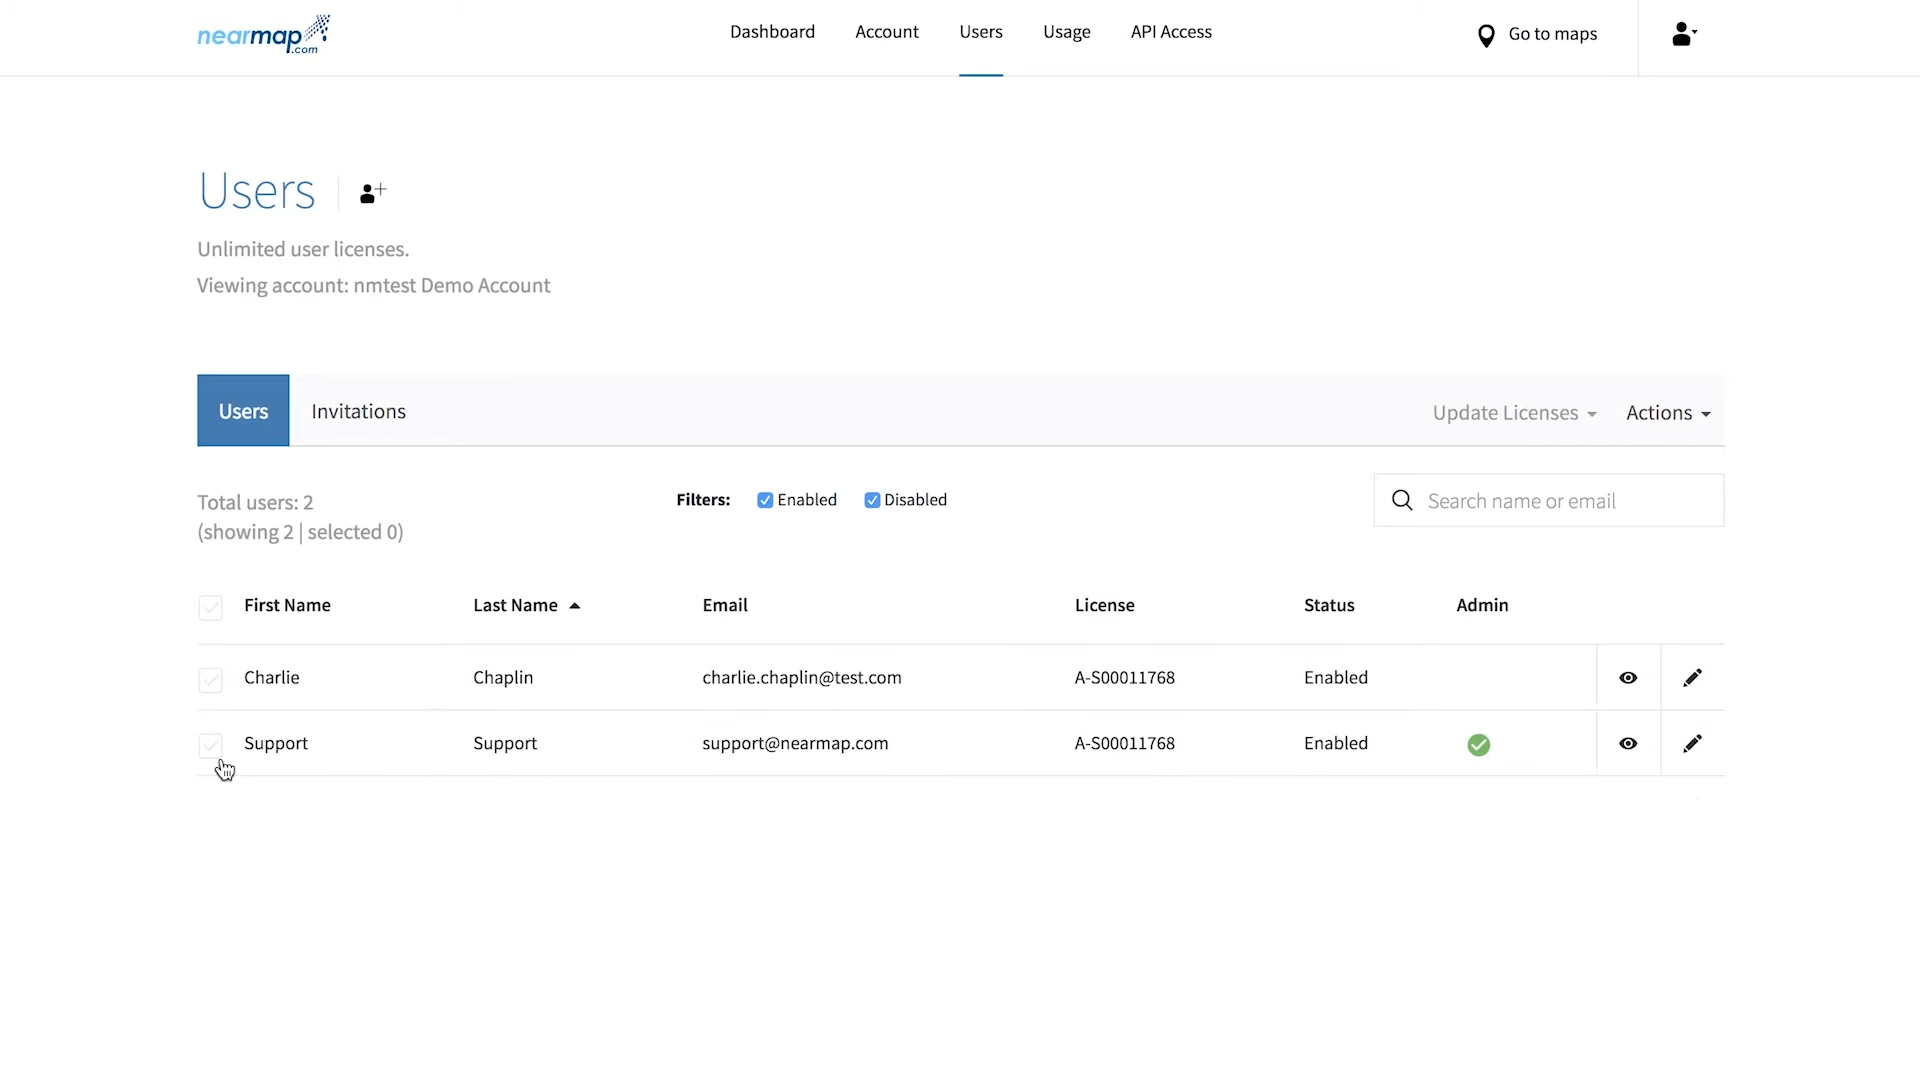 nearmap.com
Dashboard Account Users Usage API Access Go to maps
Users
Unlimited user licenses.
Viewing account: nmtest Demo Account
Users Invitations Update Licenses Actions
Total users: 2
(showing 2 | selected 0)
Filters: Enabled Disabled
Search name or email
First Name Last Name Email License Status Admin
Charlie Chaplin charlie.chaplin@test.com A-S00011768 Enabled
Support Support support@nearmap.com A-S00011768 Enabled